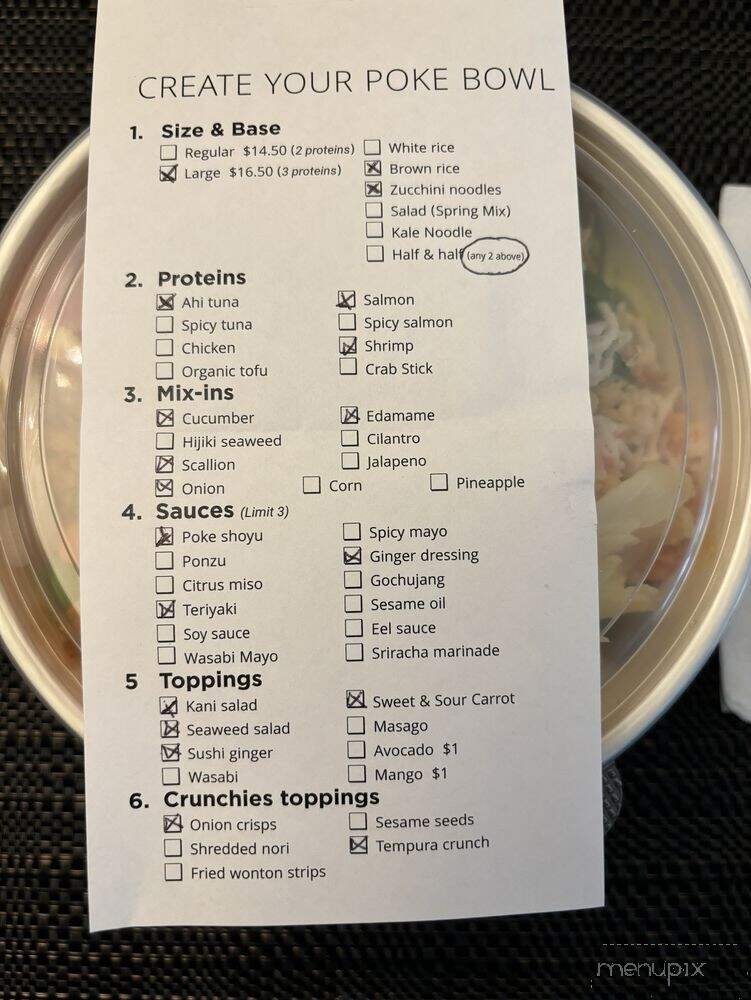 CREATE YOUR POKE BOWL
1. Size & Base
Regular $14.50 (2 proteins) White rice
Large $16.50 (3 proteins) Brown rice
Zucchini noodles
Salad (Spring Mix)
Kale Noodle
Half & half (any 2 above)
2. Proteins
Ahi tuna Salmon
Spicy tuna Spicy salmon
Chicken Shrimp
Organic tofu Crab Stick
3. Mix-ins
Cucumber Edamame
Hijiki seaweed Cilantro
Scallion Jalapeno
Onion Corn Pineapple
4. Sauces (Limit 3)
Poke shoyu Spicy mayo
Ponzu Ginger dressing
Citrus miso Gochujang
Teriyaki Sesame oil
Soy sauce Eel sauce
Wasabi Mayo Sriracha marinade
5 Toppings
Kani salad Sweet & Sour Carrot
Seaweed salad Masago
Sushi ginger Avocado $1
Wasabi Mango $1
6. Crunchies toppings
Onion crisps Sesame seeds
Shredded nori Tempura crunch
Fried wonton strips
menupix